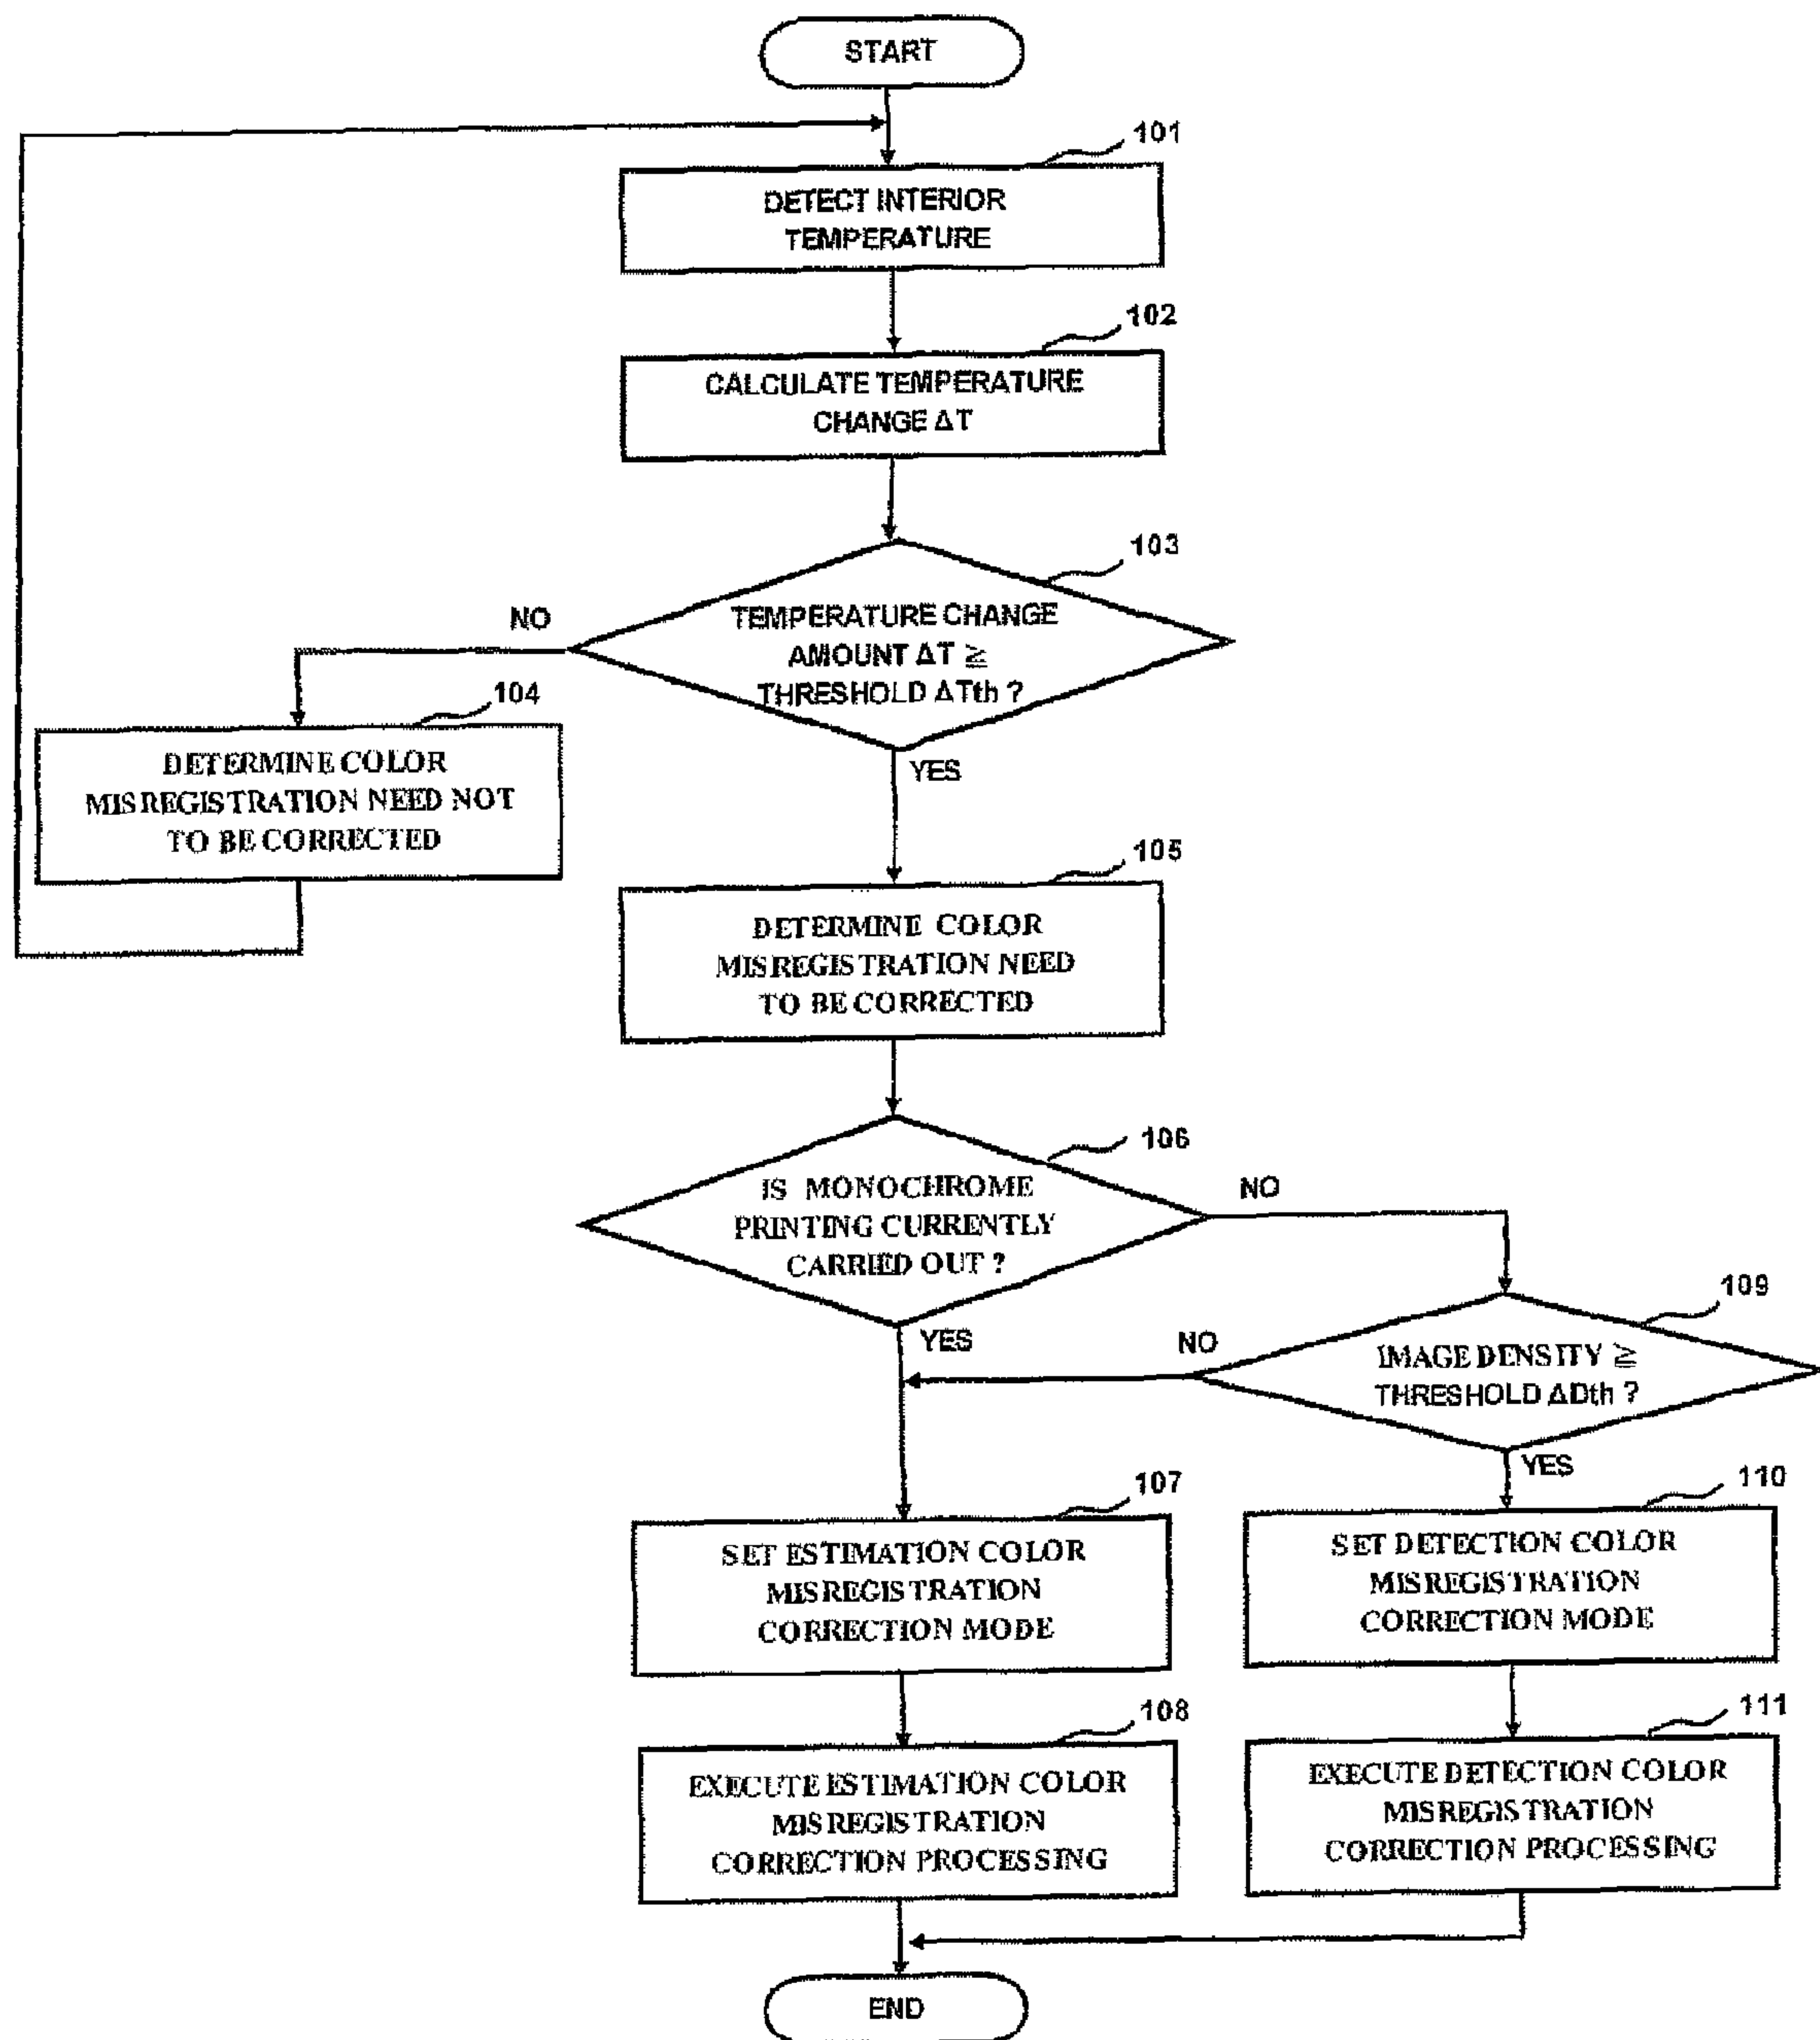 START
101
DETECT INTERIOR
TEMPERATURE
102
CALCULATE TEMPERATURE
CHANGE ΔT
103
TEMPERATURE CHANGE
AMOUNT ΔT ≧
THRESHOLD ΔTth ?
NO
YES
104
DETERMINE COLOR
MISREGISTRATION NEED NOT
TO BE CORRECTED
105
DETERMINE COLOR
MISREGISTRATION NEED
TO BE CORRECTED
106
IS MONOCHROME
PRINTING CURRENTLY
CARRIED OUT ?
NO
YES
109
IMAGE DENSITY ≧
THRESHOLD ΔDth ?
NO
YES
107
SET ESTIMATION COLOR
MISREGISTRATION
CORRECTION MODE
110
SET DETECTION COLOR
MISREGISTRATION
CORRECTION MODE
108
EXECUTE ESTIMATION COLOR
MISREGISTRATION
CORRECTION PROCESSING
111
EXECUTE DETECTION COLOR
MISREGISTRATION
CORRECTION PROCESSING
END